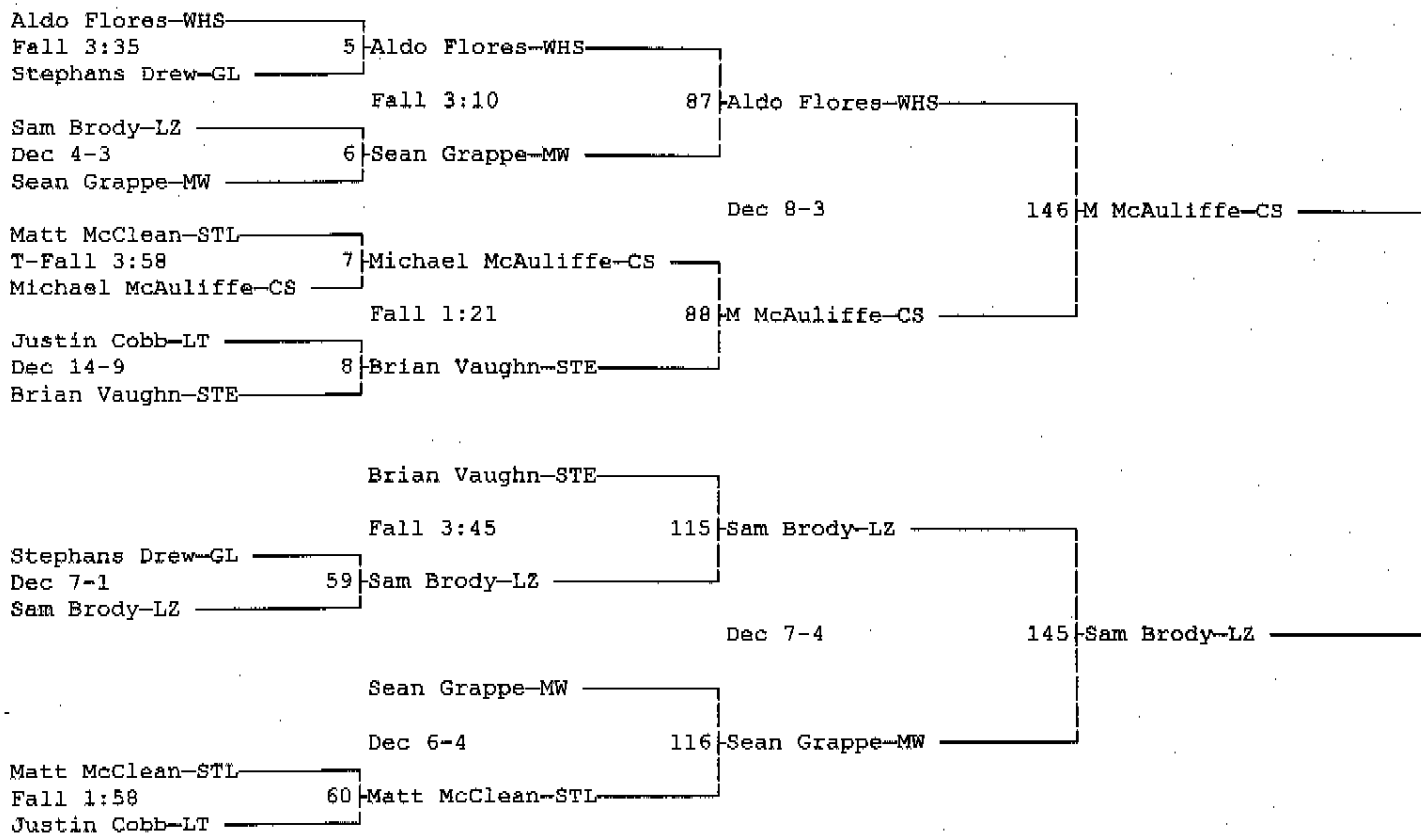 Aldo Flores—WHS
Fall 3:35 5 Aldo Flores—WHS
Stephans Drew—GL
Fall 3:10 87 Aldo Flores—WHS
Sam Brody—LZ
Dec 4-3 6 Sean Grappe—MW
Sean Grappe—MW
Dec 8-3 146 M McAuliffe—CS
Matt McClean—STL
T-Fall 3:58 7 Michael McAuliffe—CS
Michael McAuliffe—CS
Fall 1:21 88 M McAuliffe—CS
Justin Cobb—LT
Dec 14-9 8 Brian Vaughn—STE
Brian Vaughn—STE
Brian Vaughn—STE
Fall 3:45 115 Sam Brody—LZ
Stephans Drew—GL
Dec 7-1 59 Sam Brody—LZ
Sam Brody—LZ
Dec 7-4 145 Sam Brody—LZ
Sean Grappe—MW
Dec 6-4 116 Sean Grappe—MW
Matt McClean—STL
Fall 1:58 60 Matt McClean—STL
Justin Cobb—LT